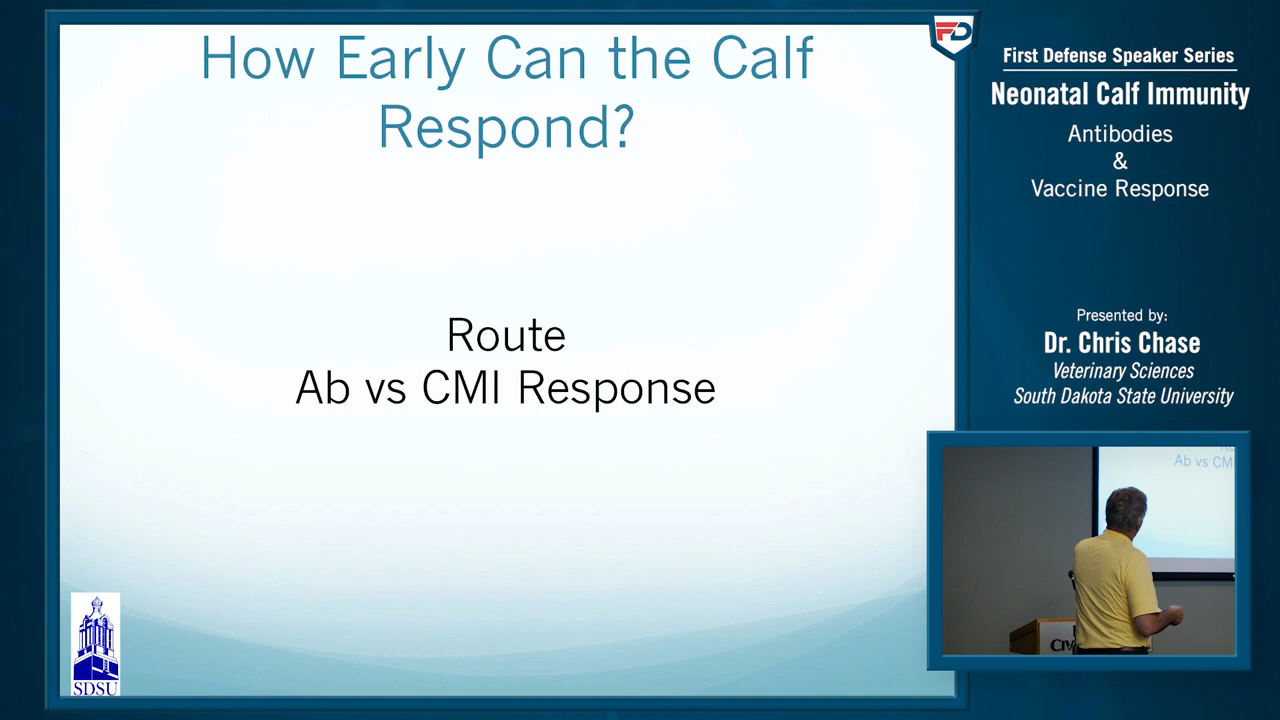 How Early Can the Calf
Respond?
Route
Ab vs CMI Response
SDSU
FD
First Defense Speaker Series
Neonatal Calf Immunity
Antibodies
&
Vaccine Response
Presented by:
Dr. Chris Chase
Veterinary Sciences
South Dakota State University
Ab vs CM